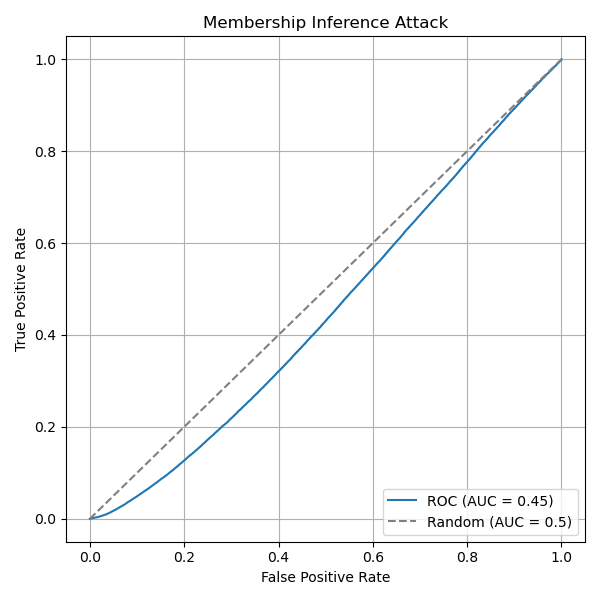 Membership Inference Attack
True Positive Rate
1.0
0.8
0.6
0.4
0.2
0.0
ROC (AUC = 0.45)
Random (AUC = 0.5)
0.0 0.2 0.4 0.6 0.8 1.0
False Positive Rate